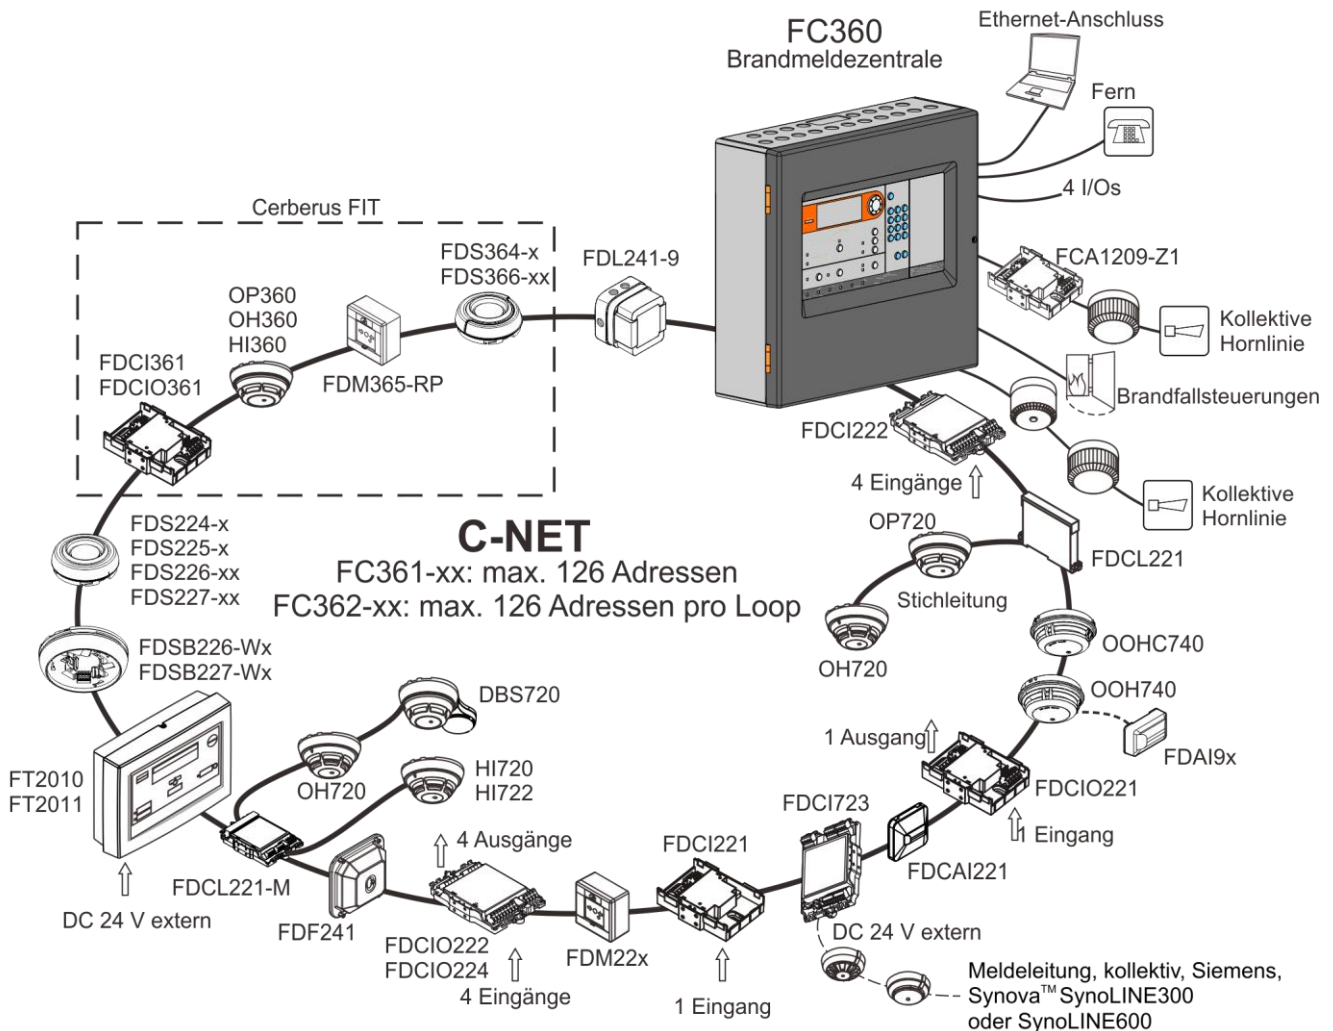 Ethernet-Anschluss
FC360
Brandmeldezentrale
Fern
4 I/Os
Cerberus FIT
FDS364-x
FDS366-xx
FDL241-9
FCA1209-Z1
OP360
OH360
HI360
FDM365-RP
Kollektive
Hornlinie
FDCI361
FDCIO361
Brandfallsteuerungen
FDCI222
4 Eingänge
Kollektive
Hornlinie
FDS224-x
FDS225-x
FDS226-xx
FDS227-xx
C-NET
FC361-xx: max. 126 Adressen
FC362-xx: max. 126 Adressen pro Loop
OP720
FDCL221
Stichleitung
OH720
OOHC740
FDSB226-Wx
FDSB227-Wx
DBS720
OOH740
1 Ausgang
FDAI9x
FT2010
FT2011
OH720
HI720
HI722
FDCIO221
1 Eingang
FDCI723
4 Ausgänge
FDCI221
FDCAI221
FDCL221-M
DC 24 V extern
FDF241
FDCIO222
FDCIO224
4 Eingänge
FDM22x
1 Eingang
DC 24 V extern
Meldeleitung, kollektiv, Siemens,
Synova™ SynoLINE300
oder SynoLINE600